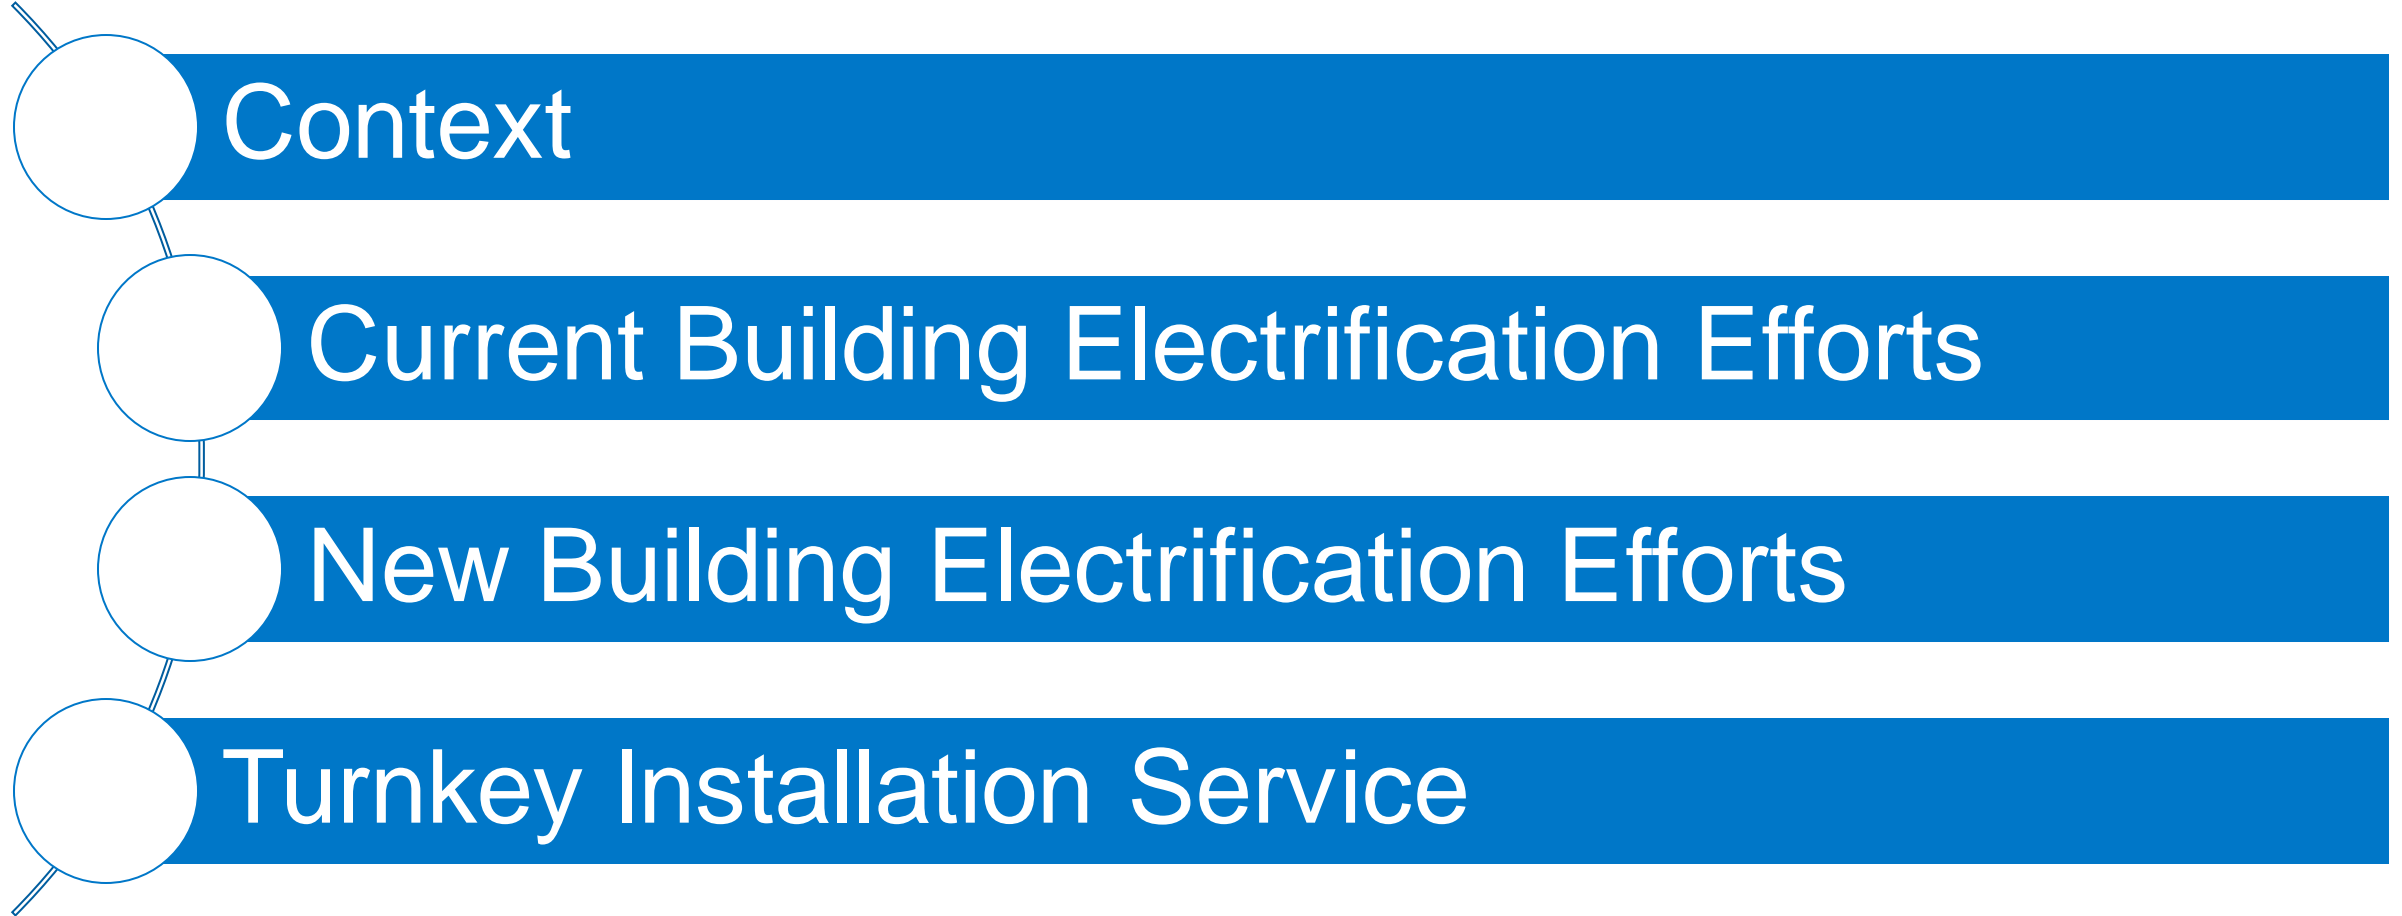 Context
Current Building Electrification Efforts
New Building Electrification Efforts
Turnkey Installation Service